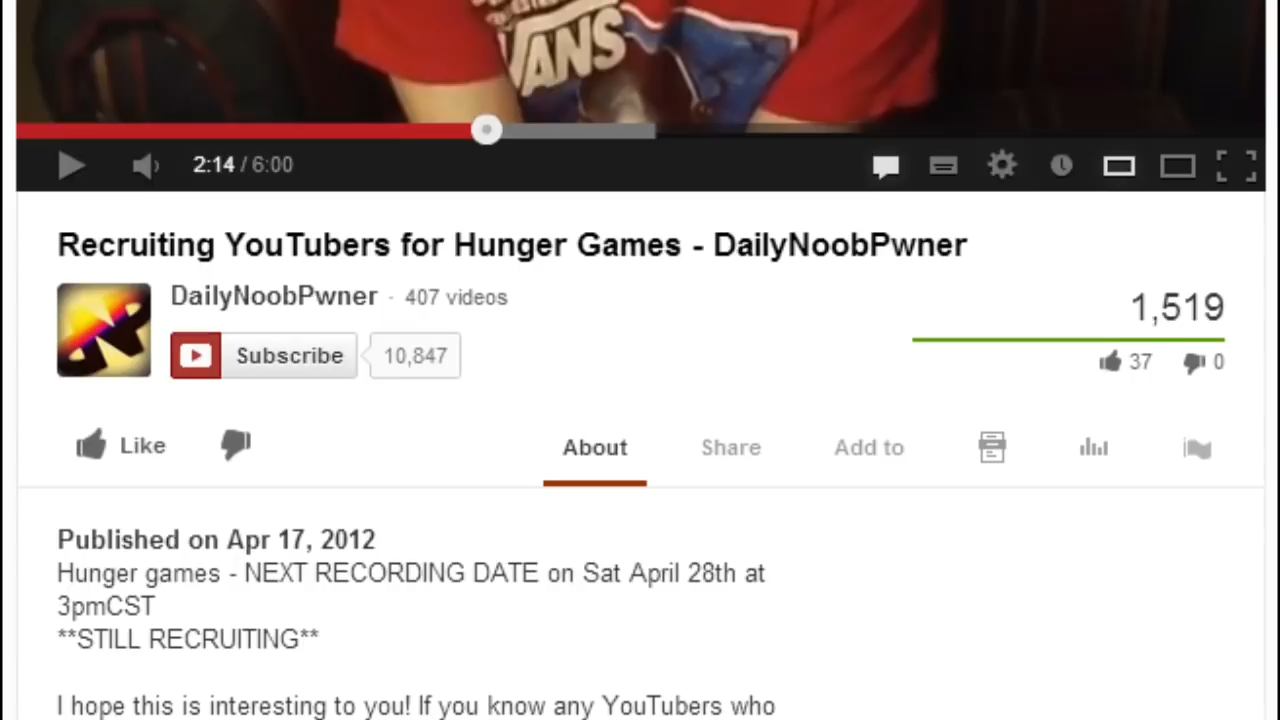 VANS
2:14 / 6:00
Recruiting YouTubers for Hunger Games - DailyNoobPwner
DailyNoobPwner · 407 videos
1,519
Subscribe 10,847
37 0
Like About Share Add to
Published on Apr 17, 2012
Hunger games - NEXT RECORDING DATE on Sat April 28th at
3pmCST
**STILL RECRUITING**
I hope this is interesting to you! If you know any YouTubers who